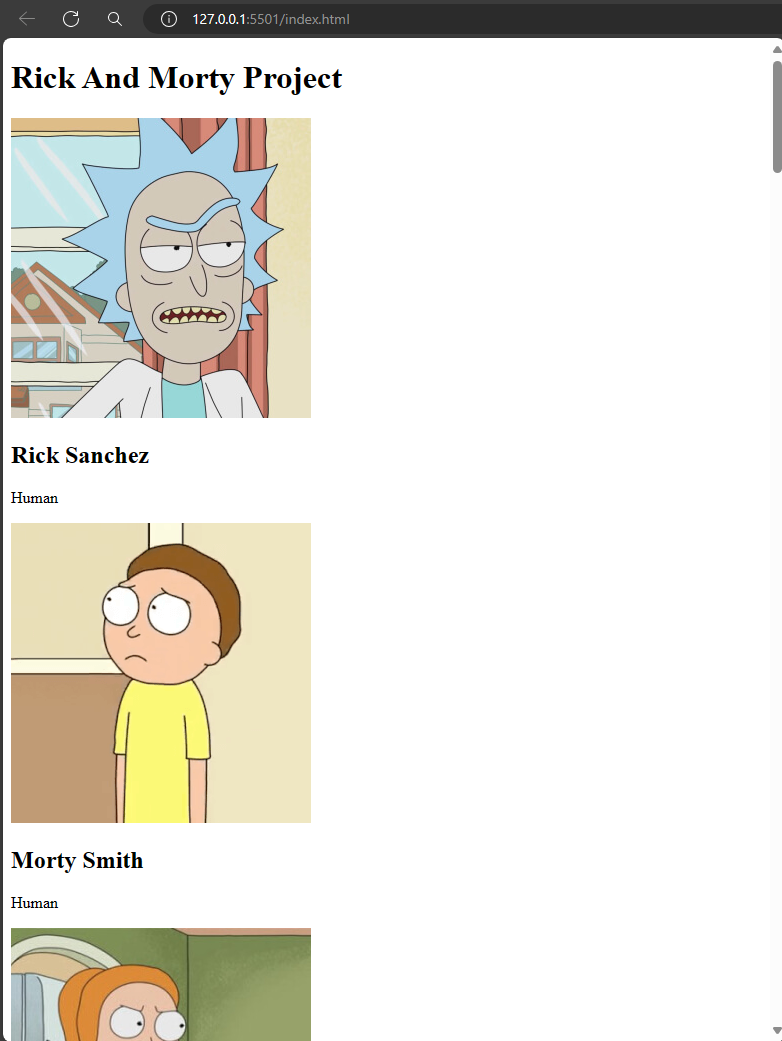 127.0.0.1:5501/index.html
Rick And Morty Project
Rick Sanchez
Human
Morty Smith
Human